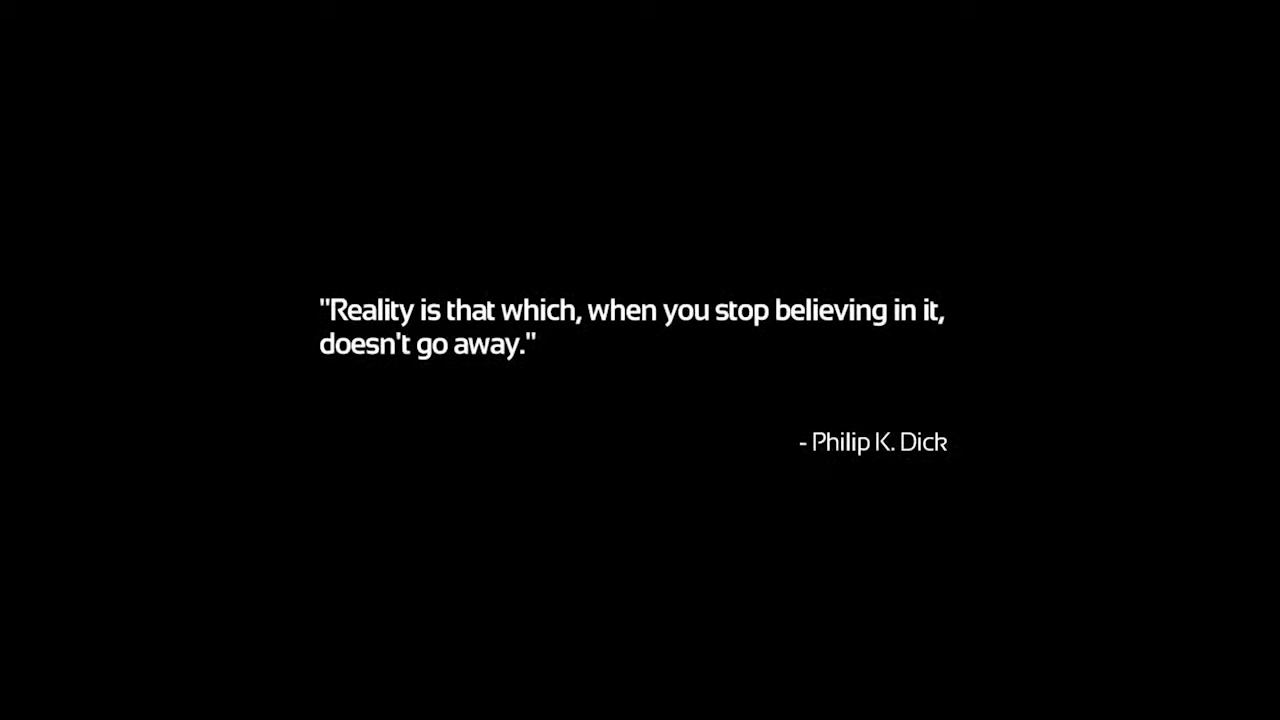 "Reality is that which, when you stop believing in it,
doesn't go away."
- Philip K. Dick